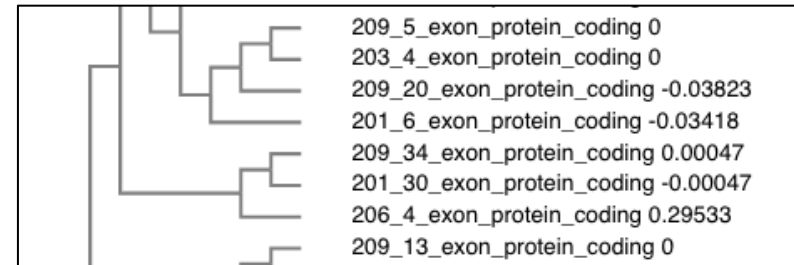 209_5_exon_protein_coding 0
203_4_exon_protein_coding 0
209_20_exon_protein_coding -0.03823
201_6_exon_protein_coding -0.03418
209_34_exon_protein_coding 0.00047
201_30_exon_protein_coding -0.00047
206_4_exon_protein_coding 0.29533
209_13_exon_protein_coding 0